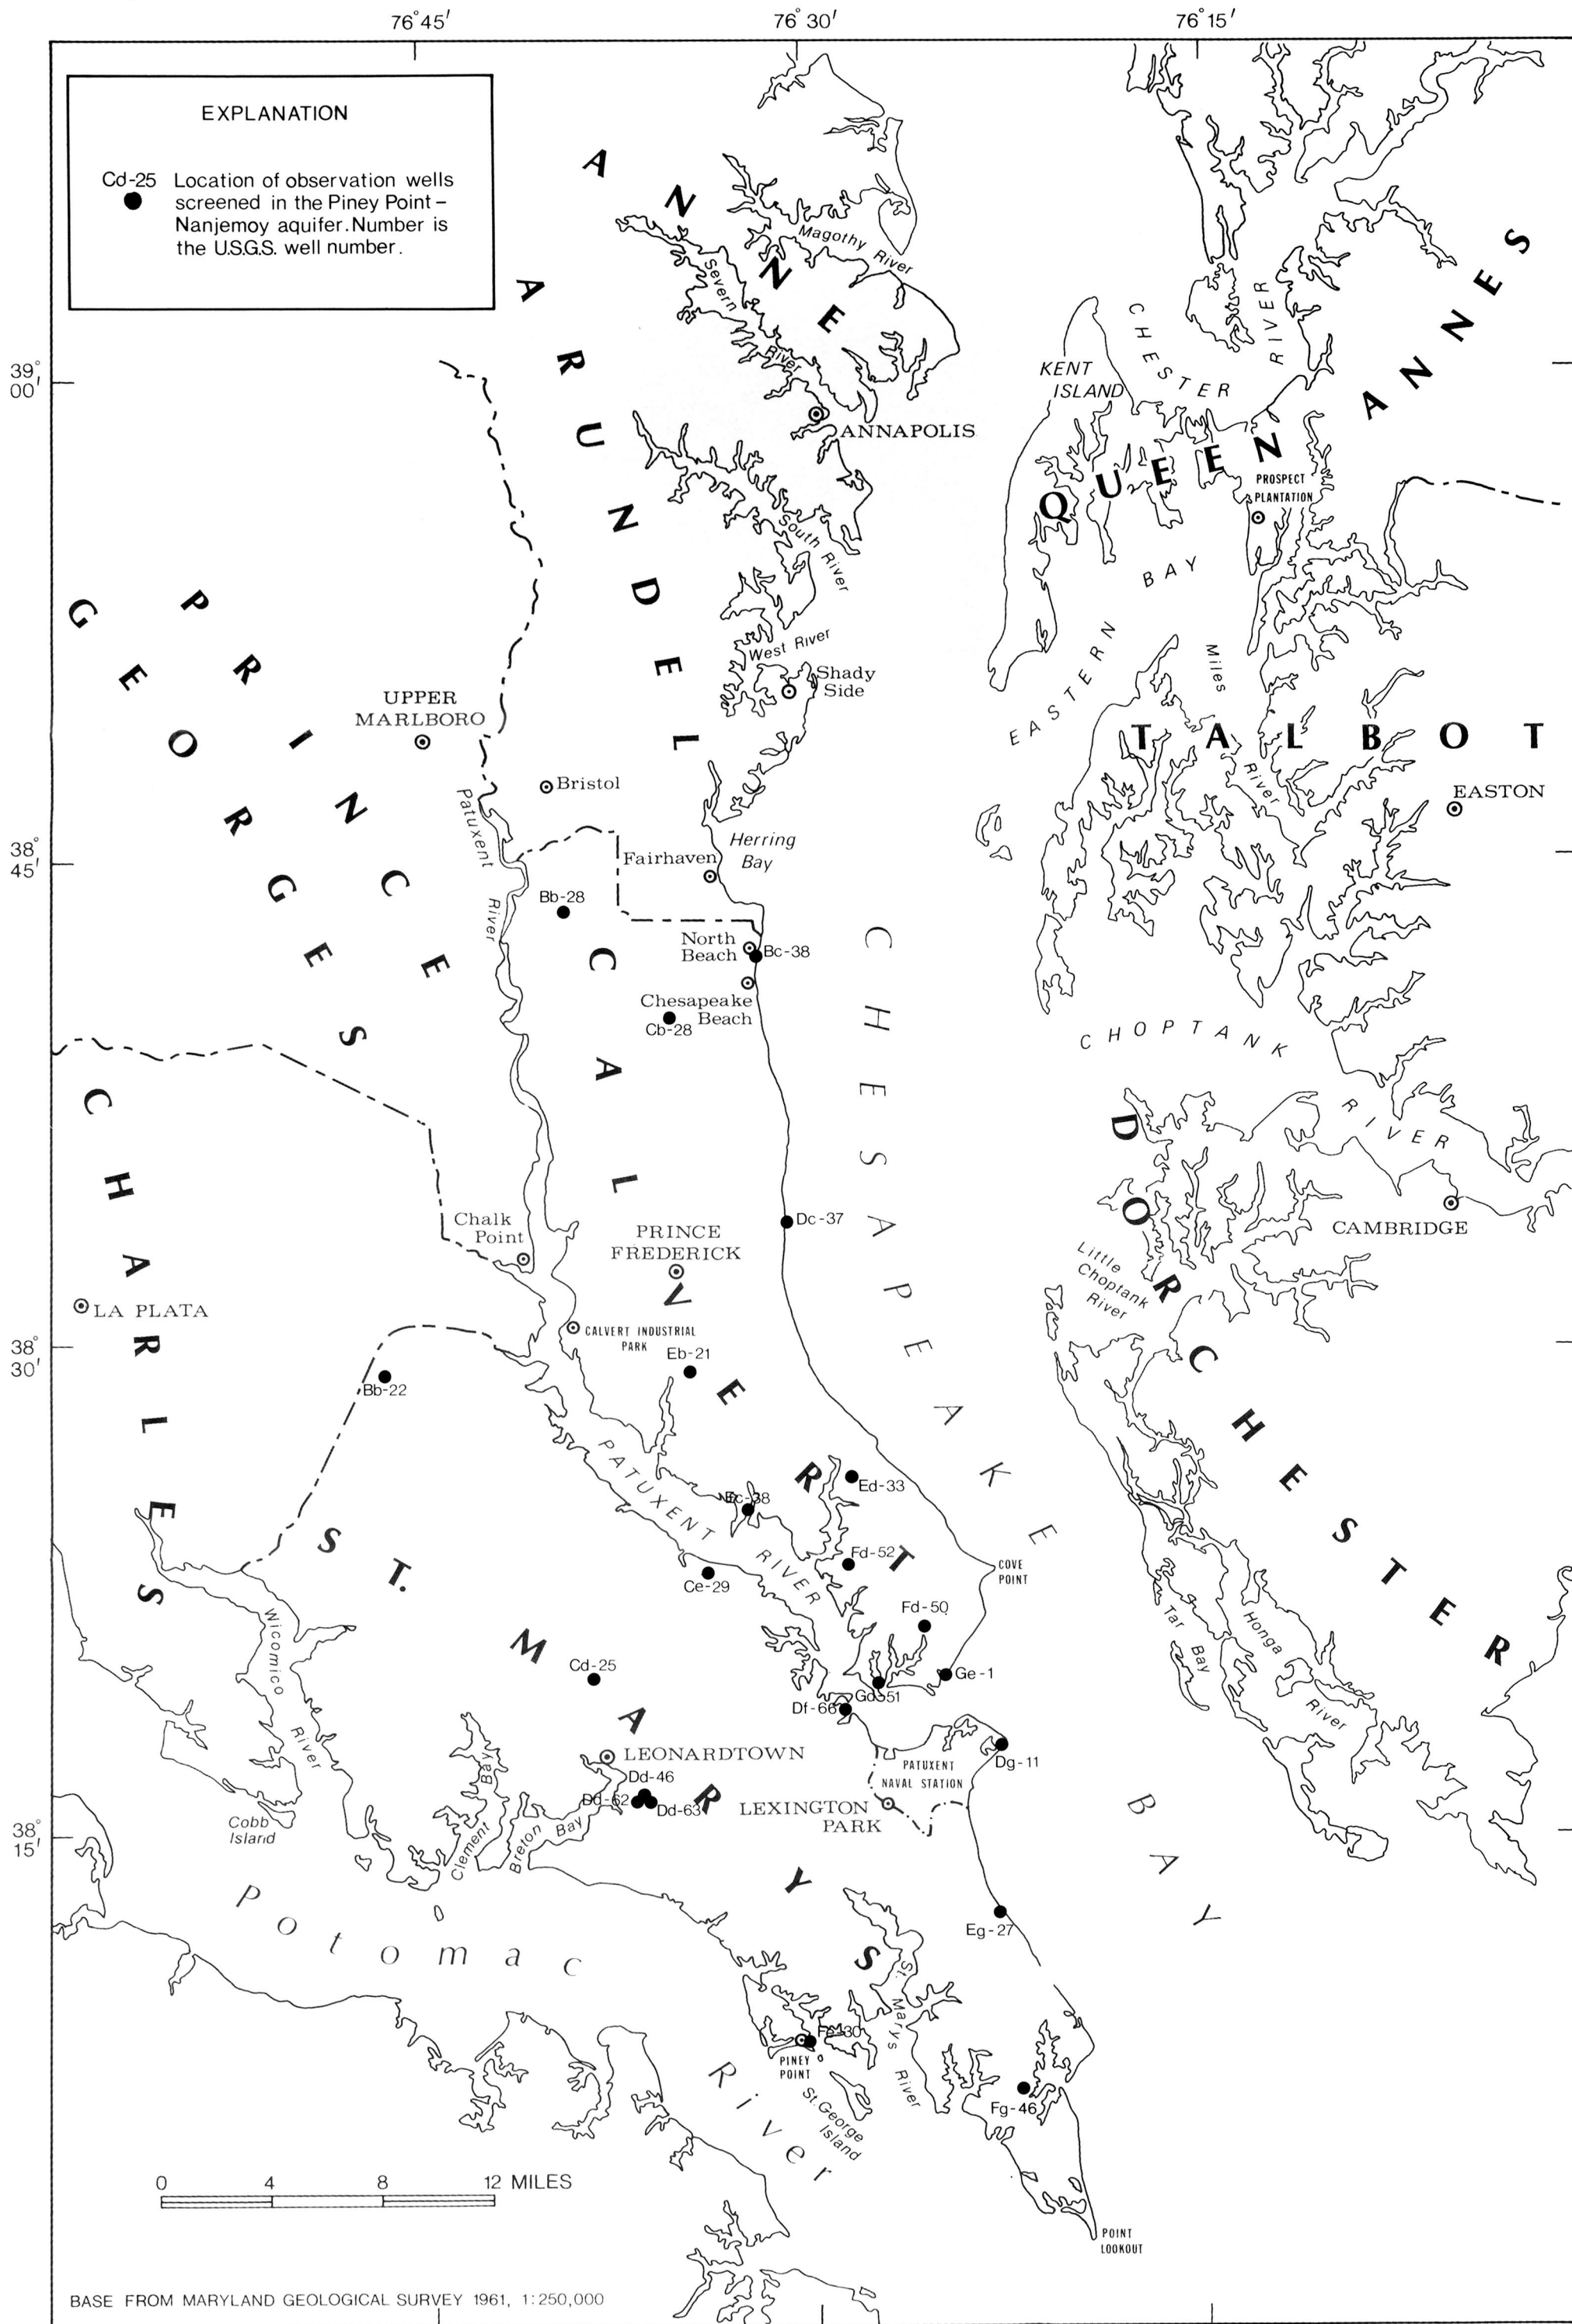 76°45' 76°30' 76°15'
EXPLANATION
Cd-25 Location of observation wells
screened in the Piney Point –
Nanjemoy aquifer. Number is
the U.S.G.S. well number.
ANNE
ARUNDEL
Magothy River
Severn River
CHESTER RIVER
KENT
ISLAND
39°
00'
ANNAPOLIS
QUEEN ANNES
PROSPECT
PLANTATION
South River
EASTERN BAY
PRINCE
GEORGES
West River
Shady
Side
Miles River
UPPER
MARLBORO
TALBOT
Bristol
EASTON
Patuxent River
Herring
Bay
Fairhaven
38°
45'
Bb-28
North
Beach
Bc-38
Chesapeake
Beach
Cb-28
CALVERT
CHESAPEAKE BAY
CHOPTANK RIVER
CHARLES
DORCHESTER
Chalk
Point
PRINCE
FREDERICK
Dc-37
CAMBRIDGE
Little
Choptank
River
LA PLATA
CALVERT INDUSTRIAL
PARK
38°
30'
Eb-21
Bb-22
PATUXENT RIVER
Ed-33
Ec-38
Fd-52
COVE
POINT
Ce-29
ST. MARYS
Fd-50
Tar Bay
Honga River
Wicomico River
Cd-25
Ge-1
Gd-51
Df-66
LEONARDTOWN
Dd-46
Dd-62
Dd-63
PATUXENT
NAVAL STATION
Dg-11
LEXINGTON
PARK
Cobb
Island
Clement Bay
Breton Bay
38°
15'
Potomac River
Eg-27
St. Marys River
Fe-30
PINEY
POINT
St. George
Island
Fg-46
0 4 8 12 MILES
POINT
LOOKOUT
BASE FROM MARYLAND GEOLOGICAL SURVEY 1961, 1:250,000